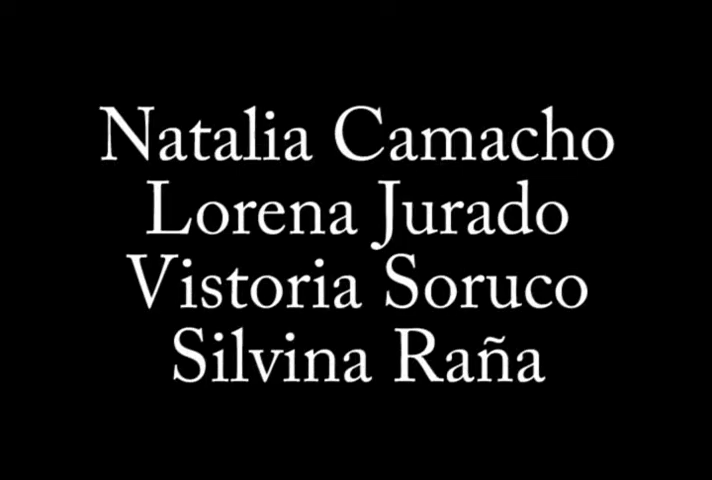 Natalia Camacho
Lorena Jurado
Vistoria Soruco
Silvina Raña